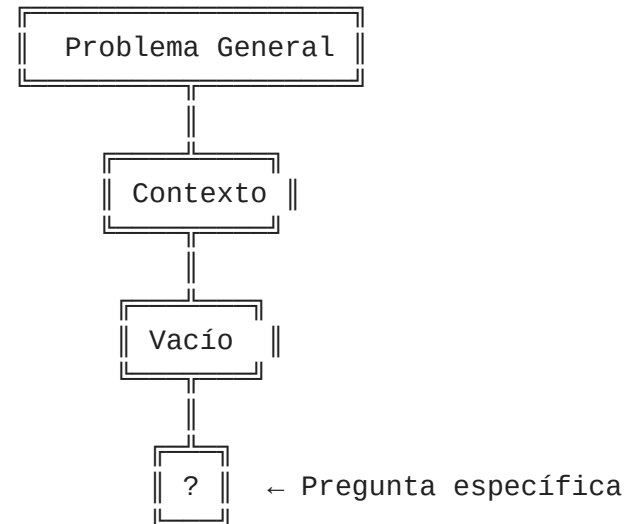 Problema General
Contexto
Vacío
? ← Pregunta específica